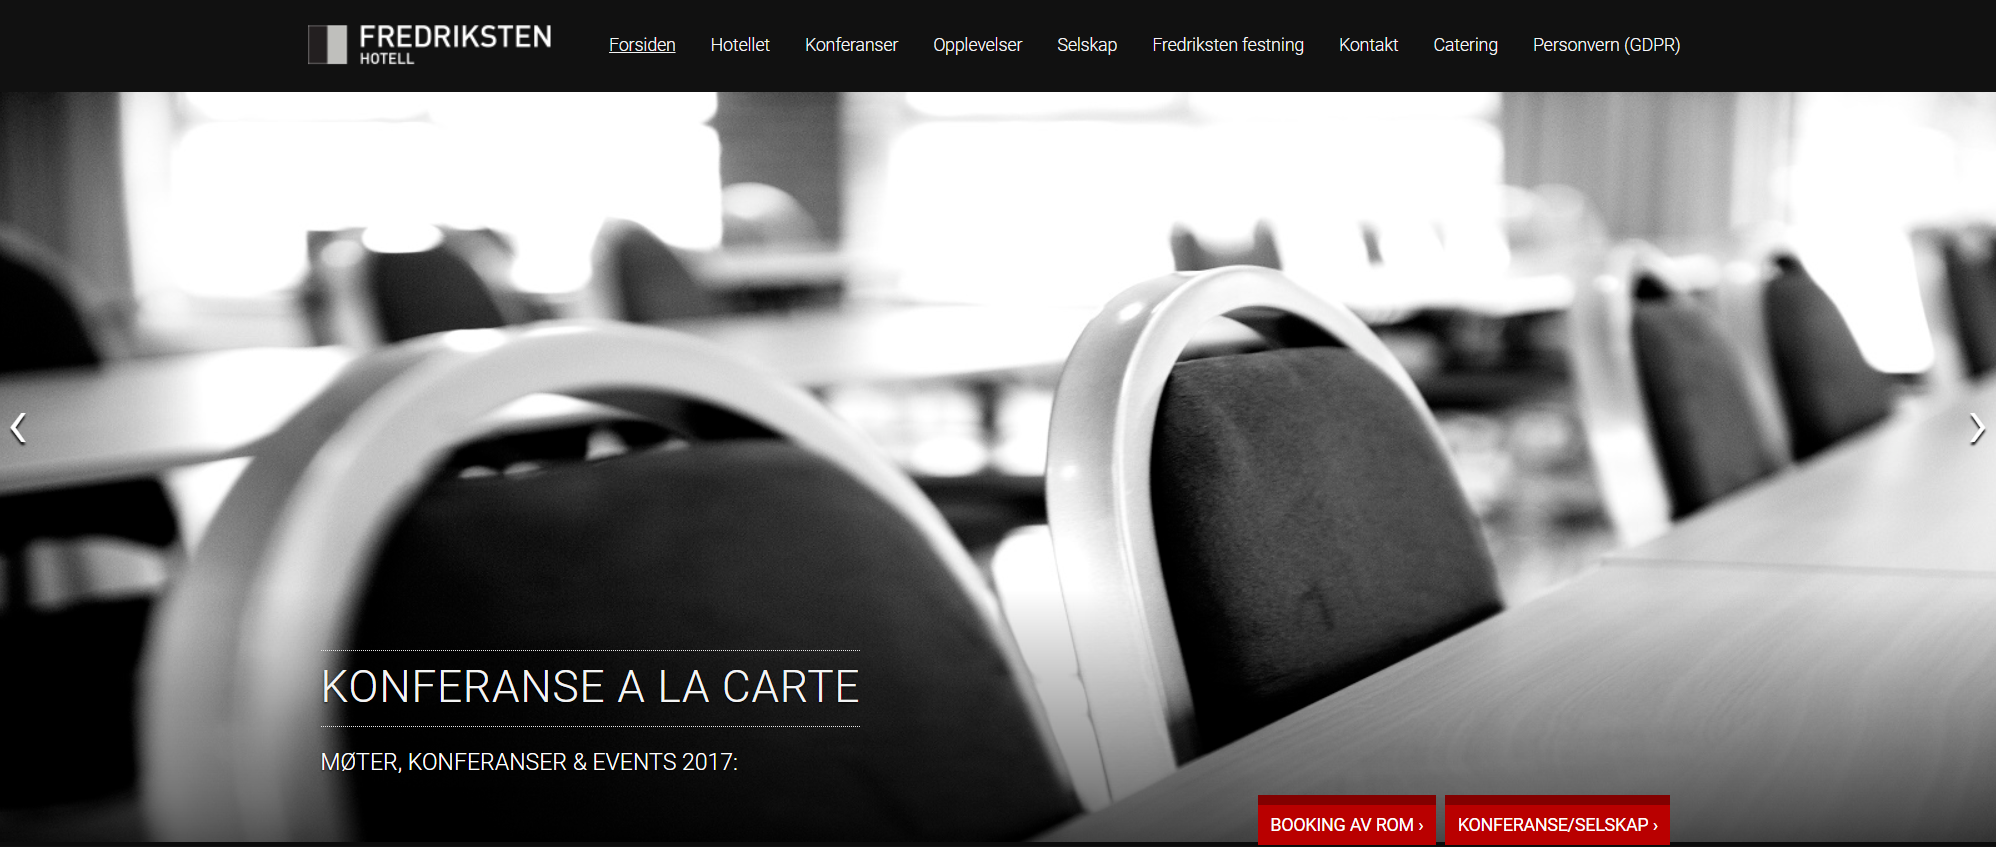 FREDRIKSTEN
HOTELL
Forsiden Hotellet Konferanser Opplevelser Selskap Fredriksten festning Kontakt Catering Personvern (GDPR)
KONFERANSE A LA CARTE
MØTER, KONFERANSER & EVENTS 2017:
BOOKING AV ROM › KONFERANSE/SELSKAP ›